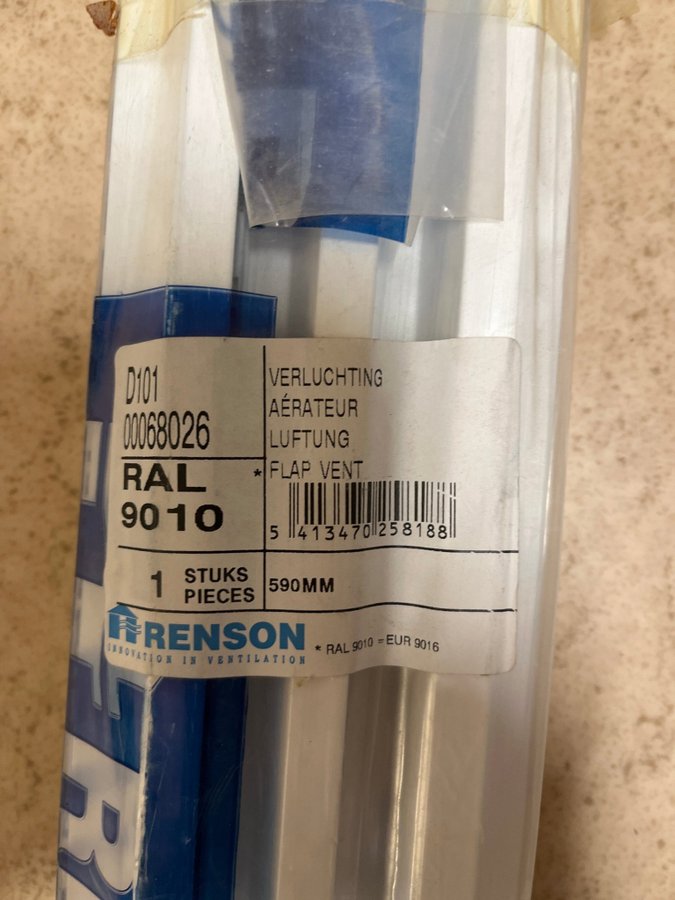 D101
00068026
RAL *
9010
VERLUCHTING
AÉRATEUR
LUFTUNG
FLAP VENT
5 413470 258188
1 STUKS
PIECES
590MM
RENSON
INNOVATION IN VENTILATION
* RAL 9010 = EUR 9016